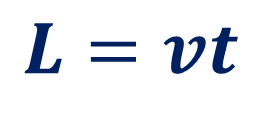 L = vt